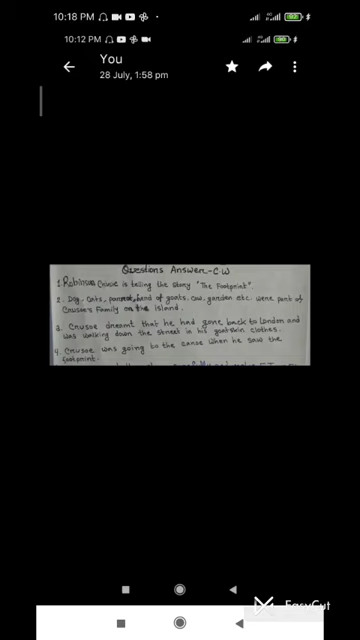 10:18 PM
10:12 PM
You
28 July, 1:58 pm
Questions Answer-C.W
1. Robinson Crusoe is telling the story "The Footprint".
2. Dog, cats, parrot, herd of goats, cow, garden etc. were part of
Crusoe's Family on the Island.
3. Crusoe dreamt that he had gone back to London and
was walking down the street in his goatskin clothes.
4. Crusoe was going to the canoe when he saw the
footprint.
EasyCut